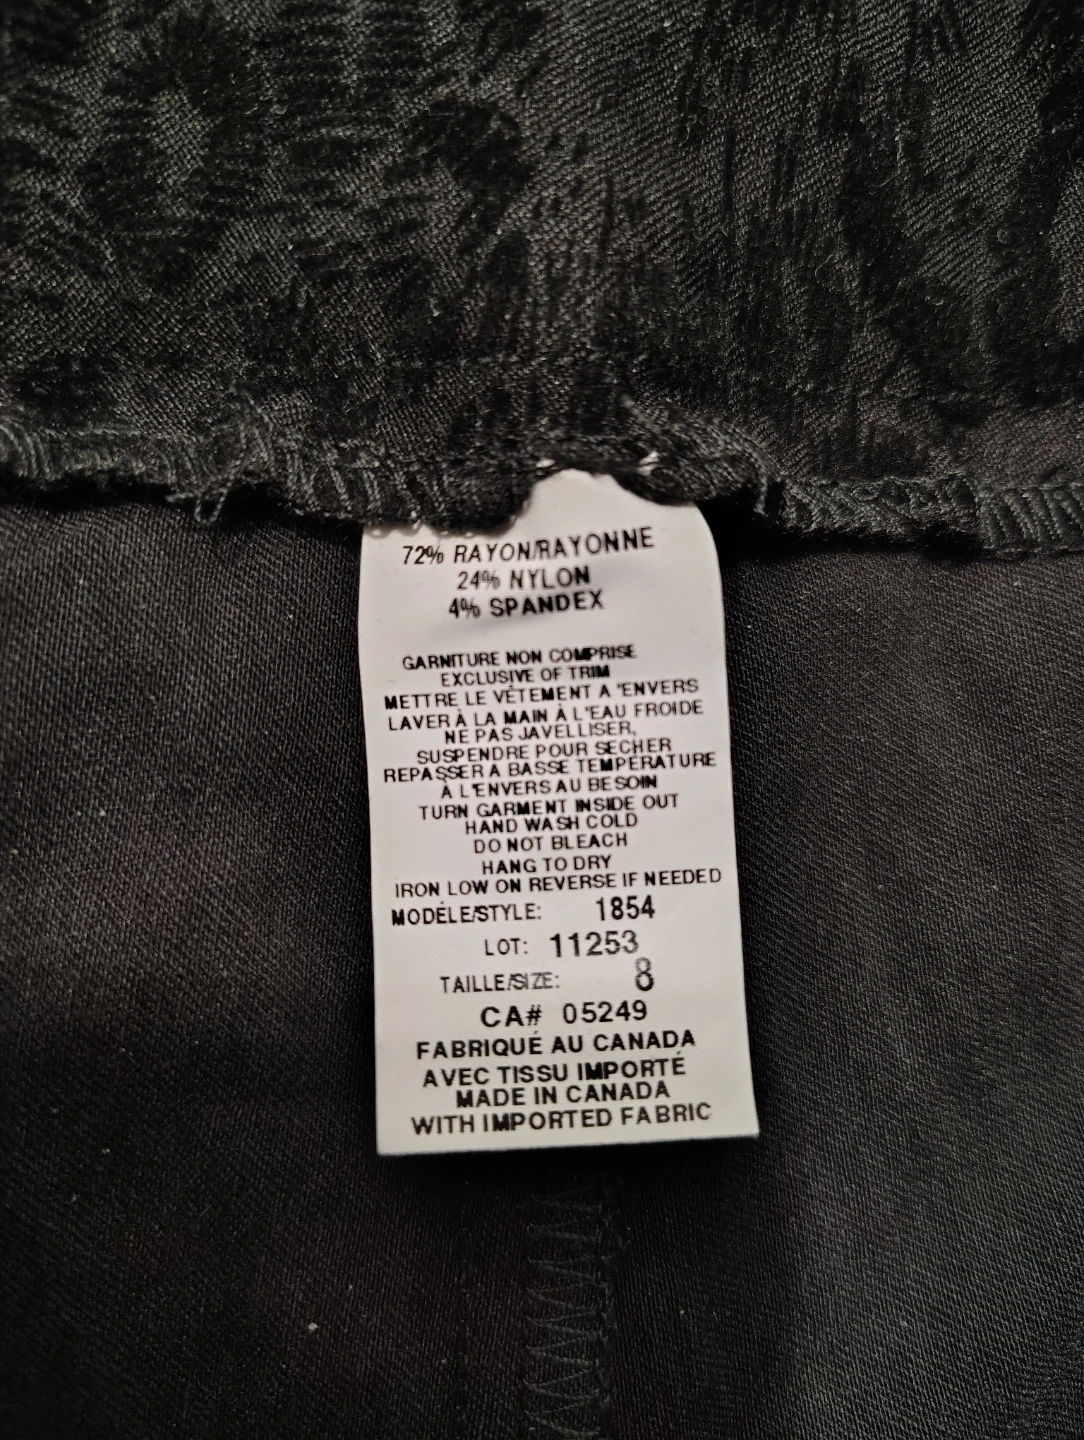 72% RAYON/RAYONNE
24% NYLON
4% SPANDEX
GARNITURE NON COMPRISE
EXCLUSIVE OF TRIM
METTRE LE VÊTEMENT A 'ENVERS
LAVER À LA MAIN À L'EAU FROIDE
NE PAS JAVELLISER,
SUSPENDRE POUR SECHER
REPASSER A BASSE TEMPÉRATURE
À L'ENVERS AU BESOIN
TURN GARMENT INSIDE OUT
HAND WASH COLD
DO NOT BLEACH
HANG TO DRY
IRON LOW ON REVERSE IF NEEDED
MODÉLE/STYLE: 1854
LOT: 11253
TAILLE/SIZE: 8
CA# 05249
FABRIQUÉ AU CANADA
AVEC TISSU IMPORTÉ
MADE IN CANADA
WITH IMPORTED FABRIC